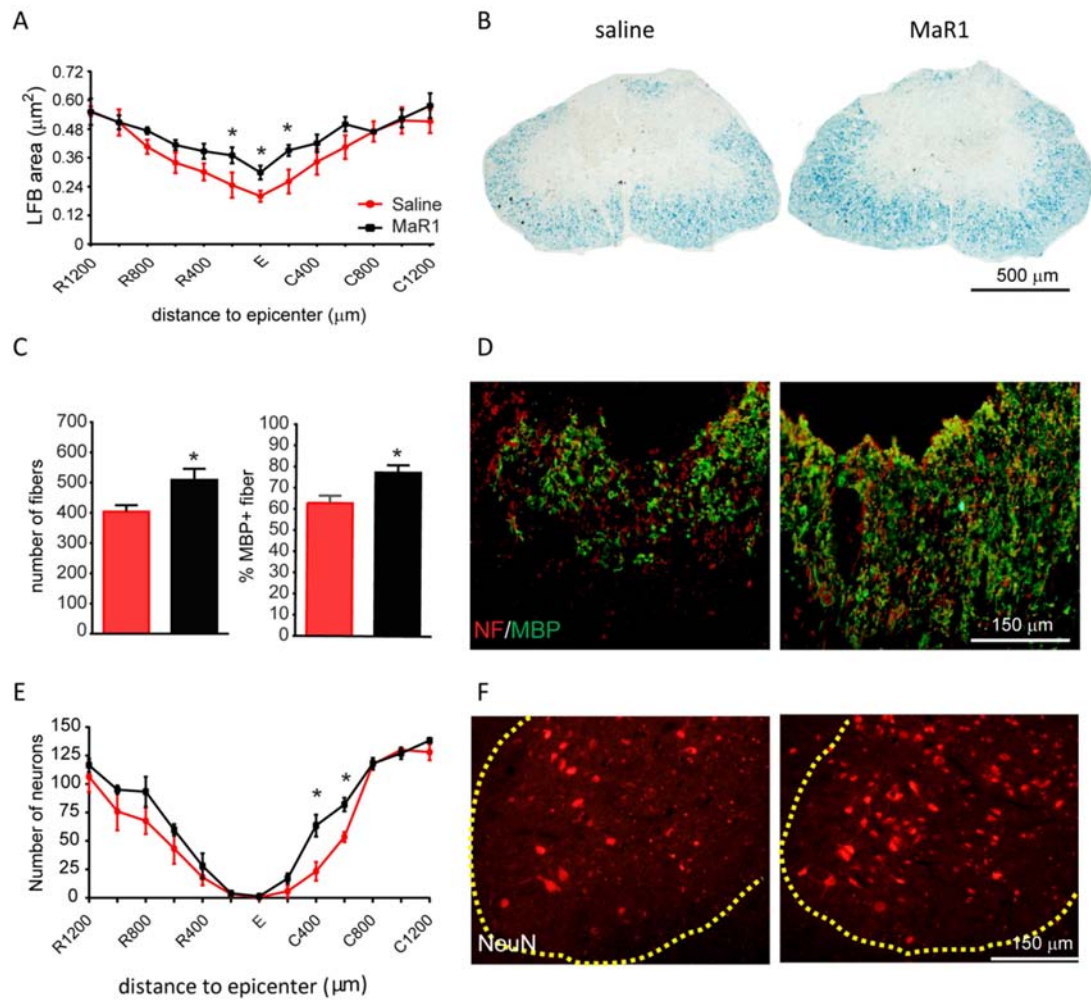 A
LFB area (μm²)
0.72
0.60
0.48
0.36
0.24
0.12
0
* * *
Saline
MaR1
R1200 R800 R400 E C400 C800 C1200
distance to epicenter (μm)
B
saline MaR1
500 μm
C
number of fibers
700
600
500
400
300
200
100
0
*
% MBP+ fiber
100
90
80
70
60
50
40
30
20
10
0
*
D
NF/MBP
150 μm
E
Number of neurons
150
125
100
75
50
25
0
* *
R1200 R800 R400 E C400 C800 C1200
distance to epicenter (μm)
F
NouN
150 μm